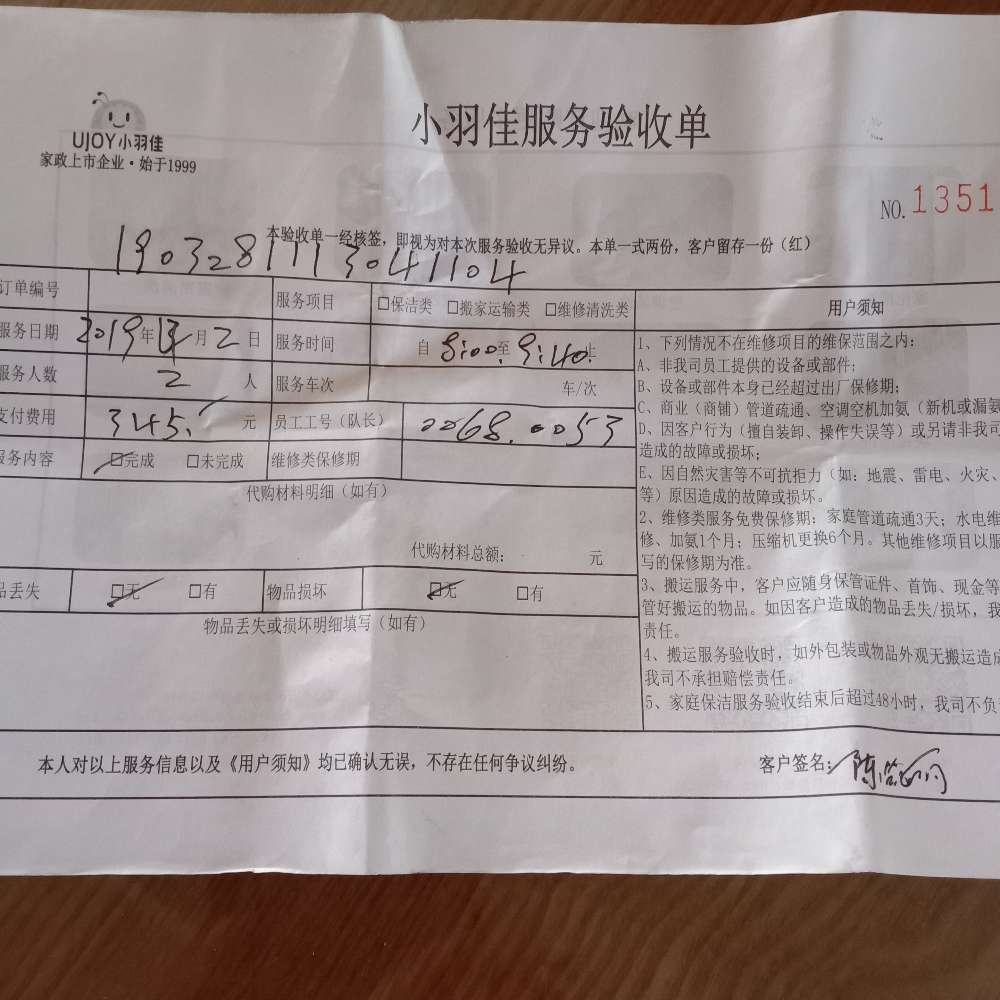 UJOY小羽佳
家政上市企业·始于1999
小羽佳服务验收单
NO. 1351
本验收单一经核签，即视为对本次服务验收无异议。本单一式两份，客户留存一份（红）
190328111304 1104
订单编号 服务项目 □保洁类 □搬家运输类 □维修清洗类 用户须知
服务日期 2019年 月2日 服务时间 自8:00至9:40
服务人数 2人 服务车次 车/次
支付费用 345.元 员工工号（队长） 0068.0053
服务内容 □完成 □未完成 维修类保修期
代购材料明细（如有）
代购材料总额： 元
品丢失 □无 □有 物品损坏 □无 □有
物品丢失或损坏明细填写（如有）
1、下列情况不在维修项目的维保范围之内：
A、非我司员工提供的设备或部件；
B、设备或部件本身已经超过出厂保修期；
C、商业（商铺）管道疏通、空调空机加氨（新机或漏氨
D、因客户行为（擅自装卸、操作失误等）或另请非我司
造成的故障或损坏；
E、因自然灾害等不可抗拒力（如：地震、雷电、火灾、
等）原因造成的故障或损坏。
2、维修类服务免费保修期：家庭管道疏通3天；水电维
修、加氨1个月；压缩机更换6个月。其他维修项目以服
写的保修期为准。
3、搬运服务中，客户应随身保管证件、首饰、现金等
管好搬运的物品。如因客户造成的物品丢失/损坏，我
责任。
4、搬运服务验收时，如外包装或物品外观无搬运造成
我司不承担赔偿责任。
5、家庭保洁服务验收结束后超过48小时，我司不负
本人对以上服务信息以及《用户须知》均已确认无误，不存在任何争议纠纷。 客户签名：陈